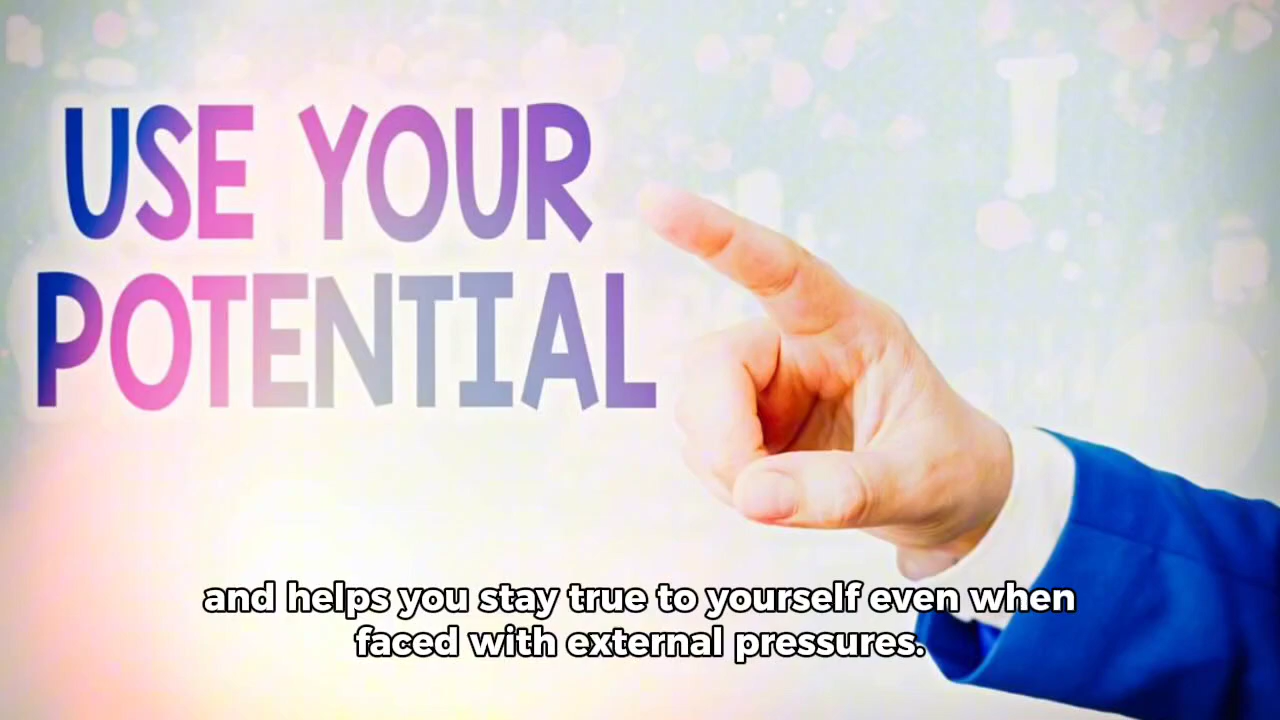 USE YOUR
POTENTIAL
and helps you stay true to yourself even when
faced with external pressures.